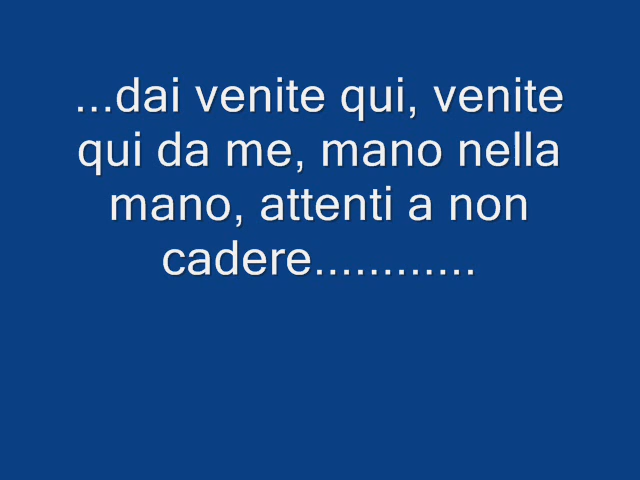 ...dai venite qui, venite
qui da me, mano nella
mano, attenti a non
cadere............